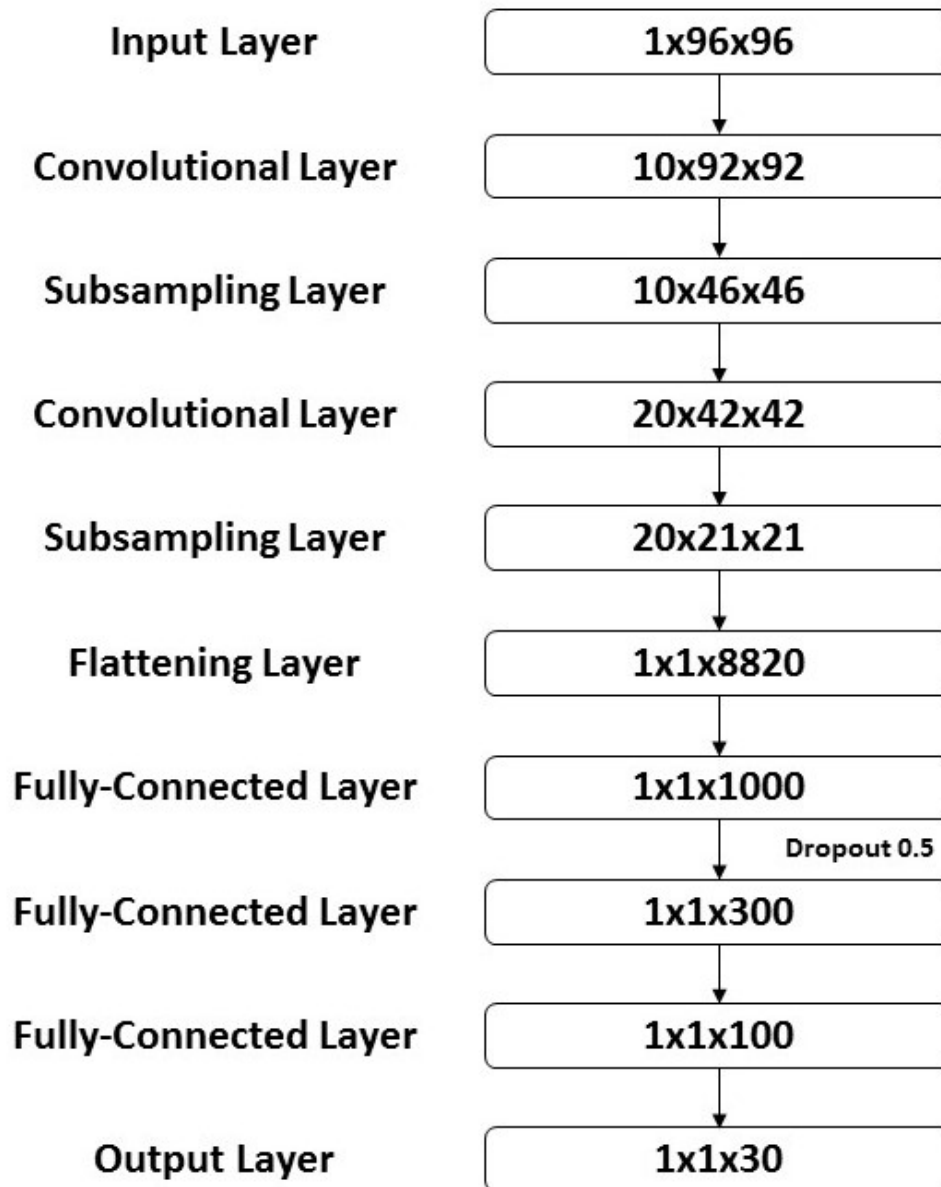 Input Layer 1x96x96
Convolutional Layer 10x92x92
Subsampling Layer 10x46x46
Convolutional Layer 20x42x42
Subsampling Layer 20x21x21
Flattening Layer 1x1x8820
Fully-Connected Layer 1x1x1000
Dropout 0.5
Fully-Connected Layer 1x1x300
Fully-Connected Layer 1x1x100
Output Layer 1x1x30